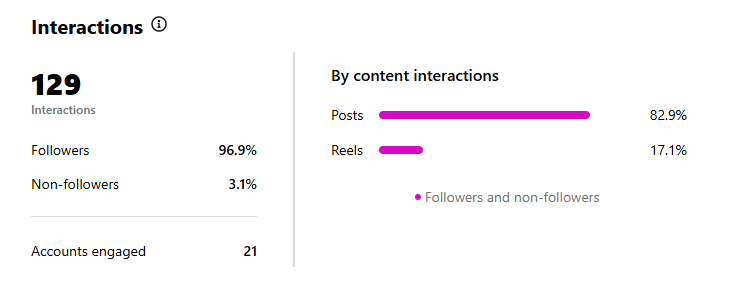 Interactions
129
Interactions
Followers 96.9%
Non-followers 3.1%
Accounts engaged 21
By content interactions
Posts 82.9%
Reels 17.1%
Followers and non-followers